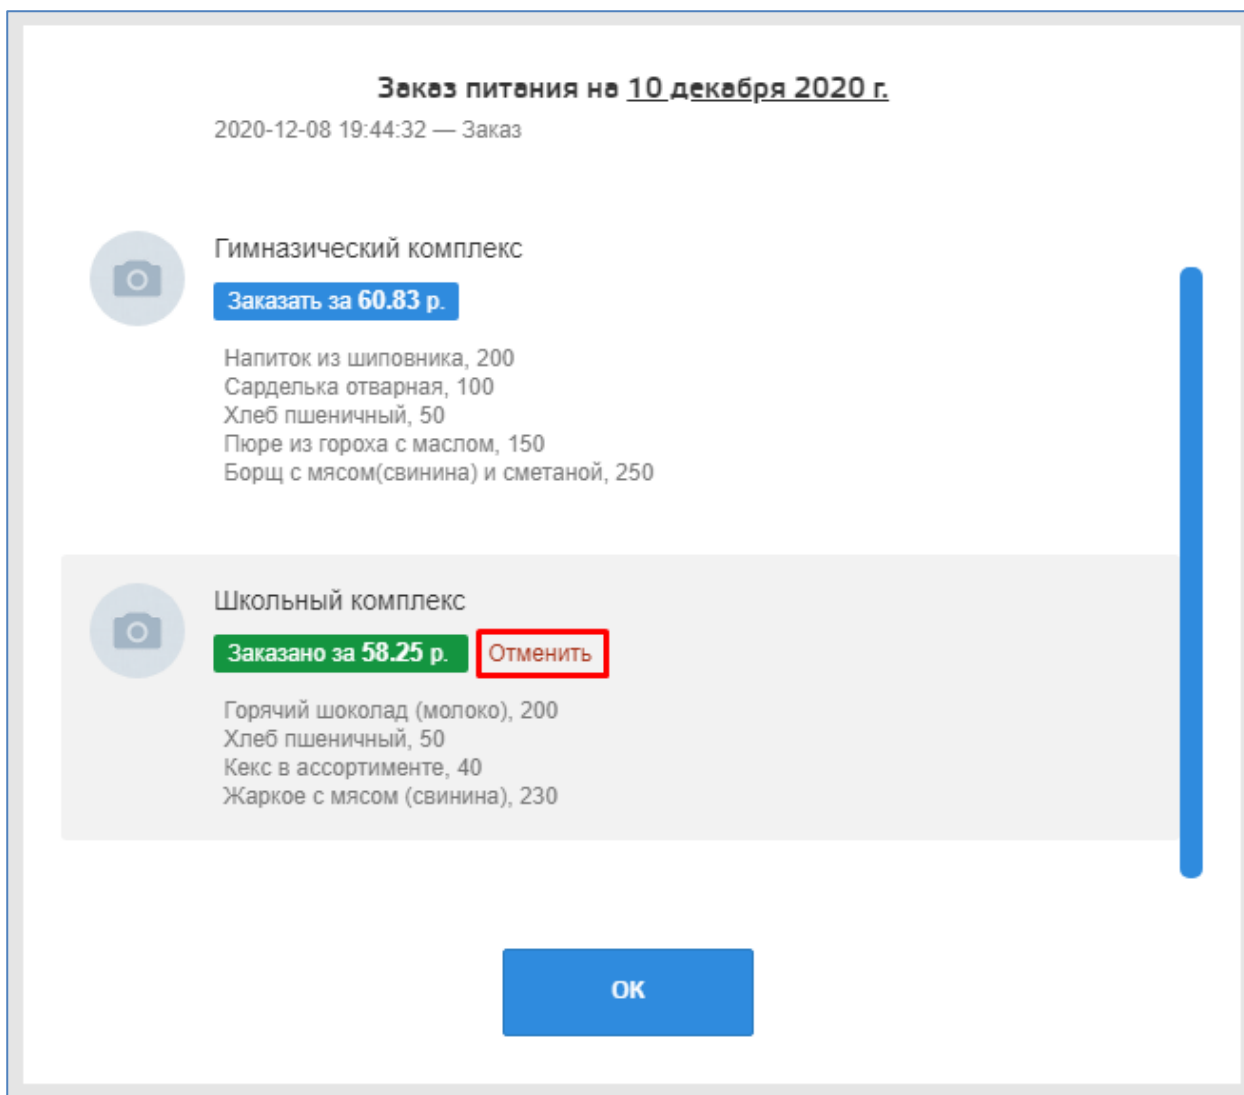 Заказ питания на 10 декабря 2020 г.
2020-12-08 19:44:32 — Заказ
Гимназический комплекс
Заказать за 60.83 р.
Напиток из шиповника, 200
Сарделька отварная, 100
Хлеб пшеничный, 50
Пюре из гороха с маслом, 150
Борщ с мясом(свинина) и сметаной, 250
Школьный комплекс
Заказано за 58.25 р. Отменить
Горячий шоколад (молоко), 200
Хлеб пшеничный, 50
Кекс в ассортименте, 40
Жаркое с мясом (свинина), 230
ОК